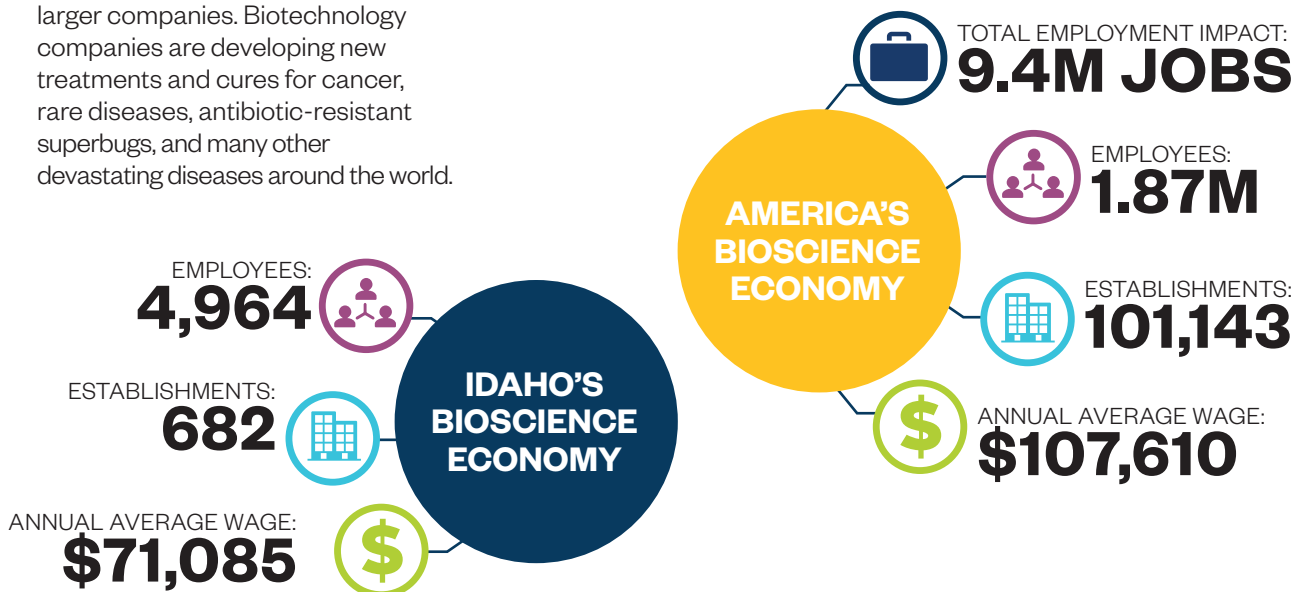 larger companies. Biotechnology
companies are developing new
treatments and cures for cancer,
rare diseases, antibiotic-resistant
superbugs, and many other
devastating diseases around the world.
EMPLOYEES:
4,964
ESTABLISHMENTS:
682
ANNUAL AVERAGE WAGE:
$71,085
$
IDAHO'S
BIOSCIENCE
ECONOMY
AMERICA'S
BIOSCIENCE
ECONOMY
TOTAL EMPLOYMENT IMPACT:
9.4M JOBS
EMPLOYEES:
1.87M
ESTABLISHMENTS:
101,143
$
ANNUAL AVERAGE WAGE:
$107,610